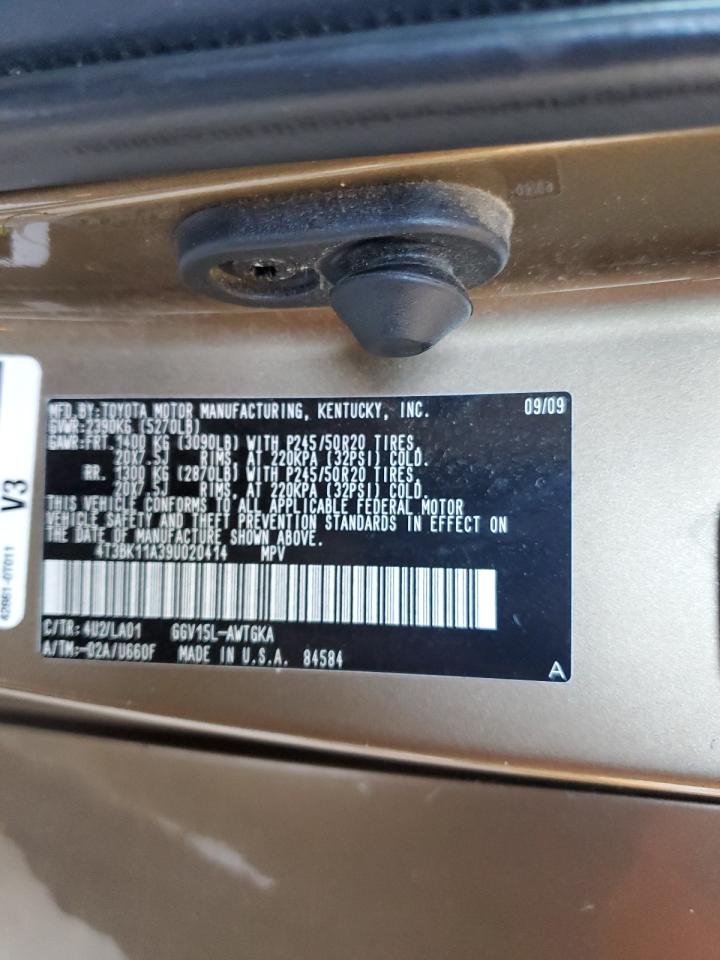 MFD.BY:TOYOTA MOTOR MANUFACTURING, KENTUCKY, INC. 09/09
GVWR:2390KG (5270LB)
GAWR:FRT. 1400 KG (3090LB) WITH P245/50R20 TIRES,
20X7.5J RIMS, AT 220KPA (32PSI) COLD.
RR. 1300 KG (2870LB) WITH P245/50R20 TIRES,
20X7.5J RIMS, AT 220KPA (32PSI) COLD.
THIS VEHICLE CONFORMS TO ALL APPLICABLE FEDERAL MOTOR
VEHICLE SAFETY AND THEFT PREVENTION STANDARDS IN EFFECT ON
THE DATE OF MANUFACTURE SHOWN ABOVE.
4T3BK11A39U020414 MPV
C/TR: 4U2/LA01 GGV15L-AWTGKA
A/TM:-02A/U660F MADE IN U.S.A. 84584
A
V3
42661-0T011